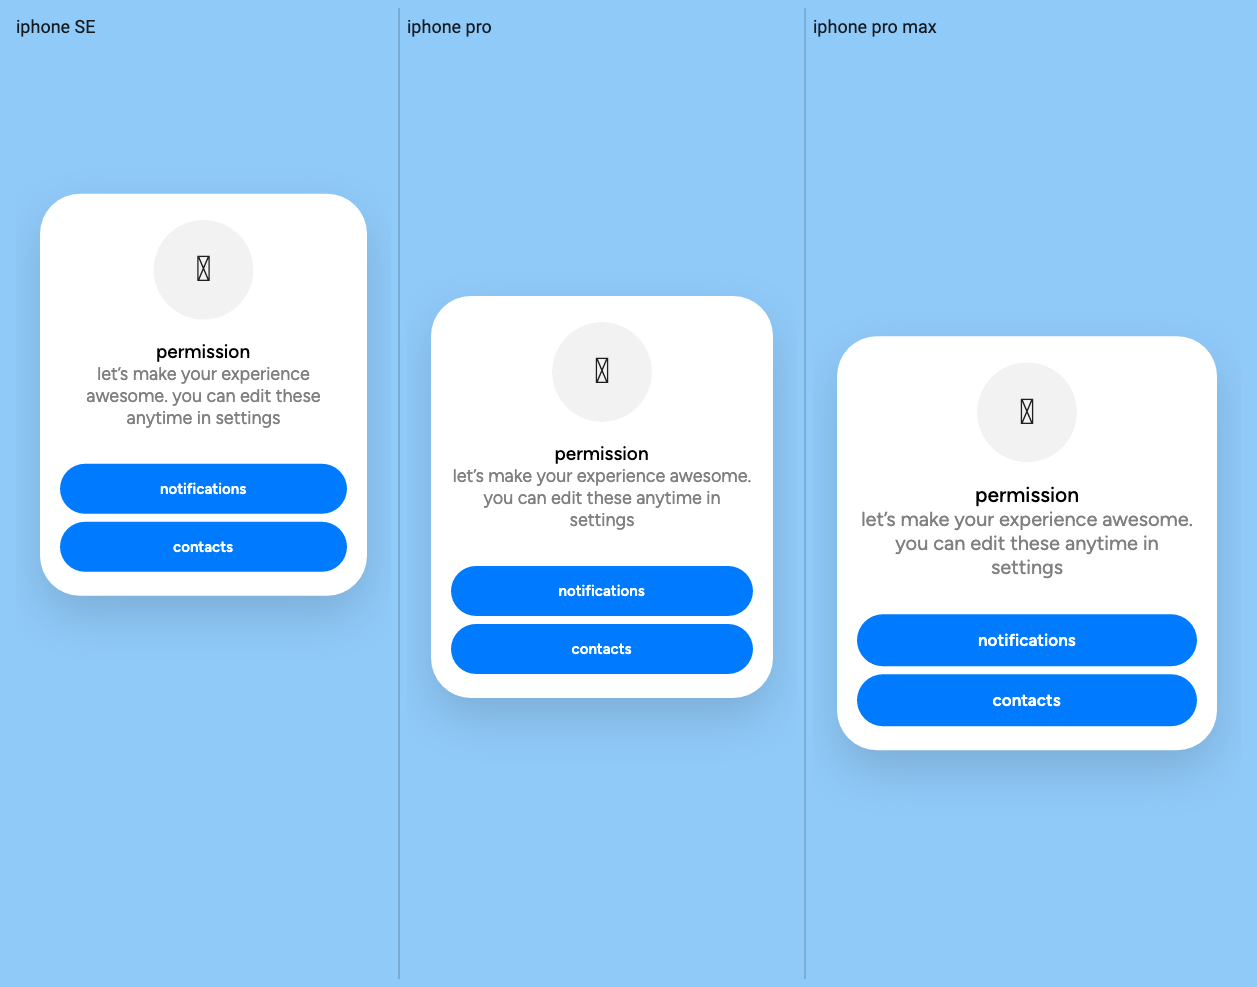 iphone SE
permission
let's make your experience
awesome. you can edit these
anytime in settings
notifications
contacts
iphone pro
permission
let's make your experience awesome.
you can edit these anytime in
settings
notifications
contacts
iphone pro max
permission
let's make your experience awesome.
you can edit these anytime in
settings
notifications
contacts